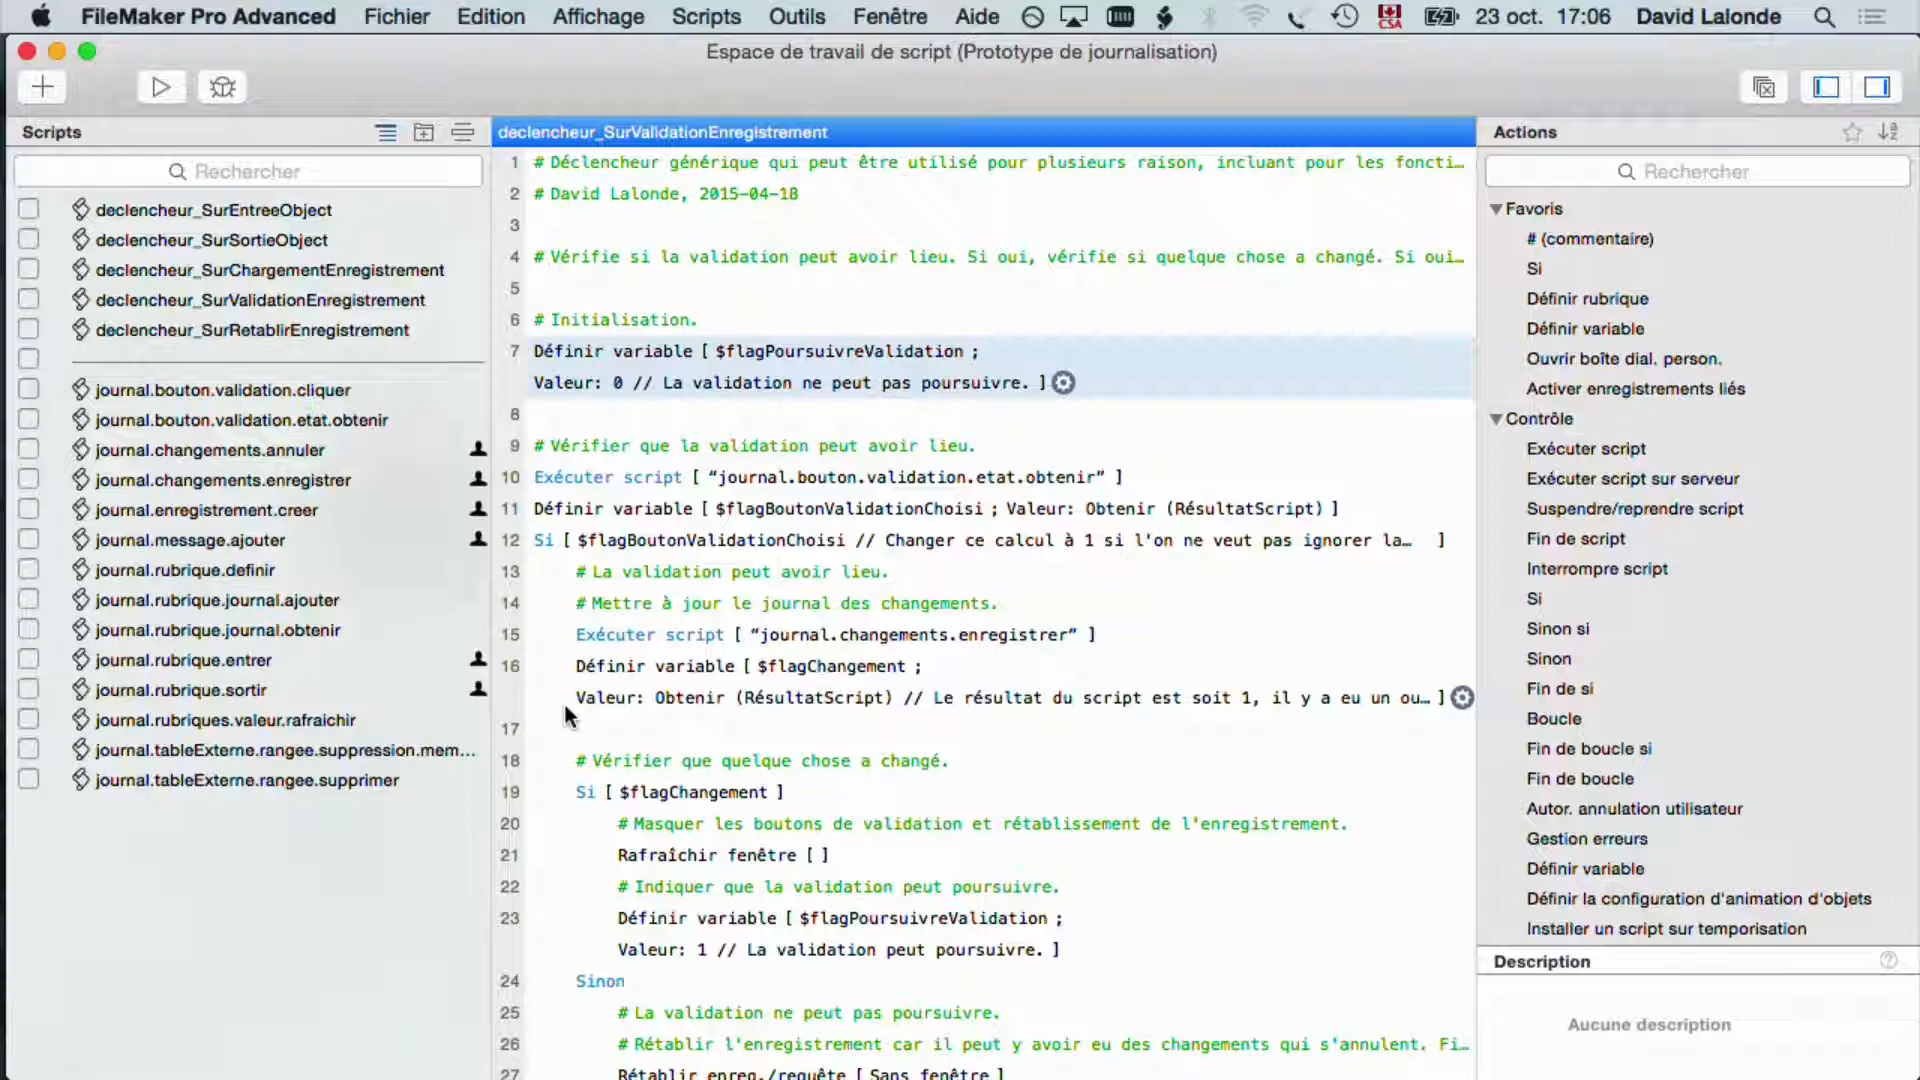 FileMaker Pro Advanced Fichier Edition Affichage Scripts Outils Fenêtre Aide CSA 23 oct. 17:06 David Lalonde
Espace de travail de script (Prototype de journalisation)
Scripts
Rechercher
declencheur_SurEntreeObject
declencheur_SurSortieObject
declencheur_SurChargementEnregistrement
declencheur_SurValidationEnregistrement
declencheur_SurRetablirEnregistrement
journal.bouton.validation.cliquer
journal.bouton.validation.etat.obtenir
journal.changements.annuler
journal.changements.enregistrer
journal.enregistrement.creer
journal.message.ajouter
journal.rubrique.definir
journal.rubrique.journal.ajouter
journal.rubrique.journal.obtenir
journal.rubrique.entrer
journal.rubrique.sortir
journal.rubriques.valeur.rafraichir
journal.tableExterne.rangee.suppression.mem...
journal.tableExterne.rangee.supprimer
declencheur_SurValidationEnregistrement
1 # Déclencheur générique qui peut être utilisé pour plusieurs raison, incluant pour les foncti…
2 # David Lalonde, 2015-04-18
3
4 # Vérifie si la validation peut avoir lieu. Si oui, vérifie si quelque chose a changé. Si oui…
5
6 # Initialisation.
7 Définir variable [ $flagPoursuivreValidation ;
Valeur: 0 // La validation ne peut pas poursuivre. ]
8
9 # Vérifier que la validation peut avoir lieu.
10 Exécuter script [ “journal.bouton.validation.etat.obtenir” ]
11 Définir variable [ $flagBoutonValidationChoisi ; Valeur: Obtenir (RésultatScript) ]
12 Si [ $flagBoutonValidationChoisi // Changer ce calcul à 1 si l'on ne veut pas ignorer la… ]
13 # La validation peut avoir lieu.
14 # Mettre à jour le journal des changements.
15 Exécuter script [ “journal.changements.enregistrer” ]
16 Définir variable [ $flagChangement ;
Valeur: Obtenir (RésultatScript) // Le résultat du script est soit 1, il y a eu un ou… ]
17
18 # Vérifier que quelque chose a changé.
19 Si [ $flagChangement ]
20 # Masquer les boutons de validation et rétablissement de l'enregistrement.
21 Rafraîchir fenêtre [ ]
22 # Indiquer que la validation peut poursuivre.
23 Définir variable [ $flagPoursuivreValidation ;
Valeur: 1 // La validation peut poursuivre. ]
24 Sinon
25 # La validation ne peut pas poursuivre.
26 # Rétablir l'enregistrement car il peut y avoir eu des changements qui s'annulent. Fi…
27 Rétablir enreg./requête [ Sans fenêtre ]
Actions
Rechercher
Favoris
# (commentaire)
Si
Définir rubrique
Définir variable
Ouvrir boîte dial. person.
Activer enregistrements liés
Contrôle
Exécuter script
Exécuter script sur serveur
Suspendre/reprendre script
Fin de script
Interrompre script
Si
Sinon si
Sinon
Fin de si
Boucle
Fin de boucle si
Fin de boucle
Autor. annulation utilisateur
Gestion erreurs
Définir variable
Définir la configuration d'animation d'objets
Installer un script sur temporisation
Description
Aucune description